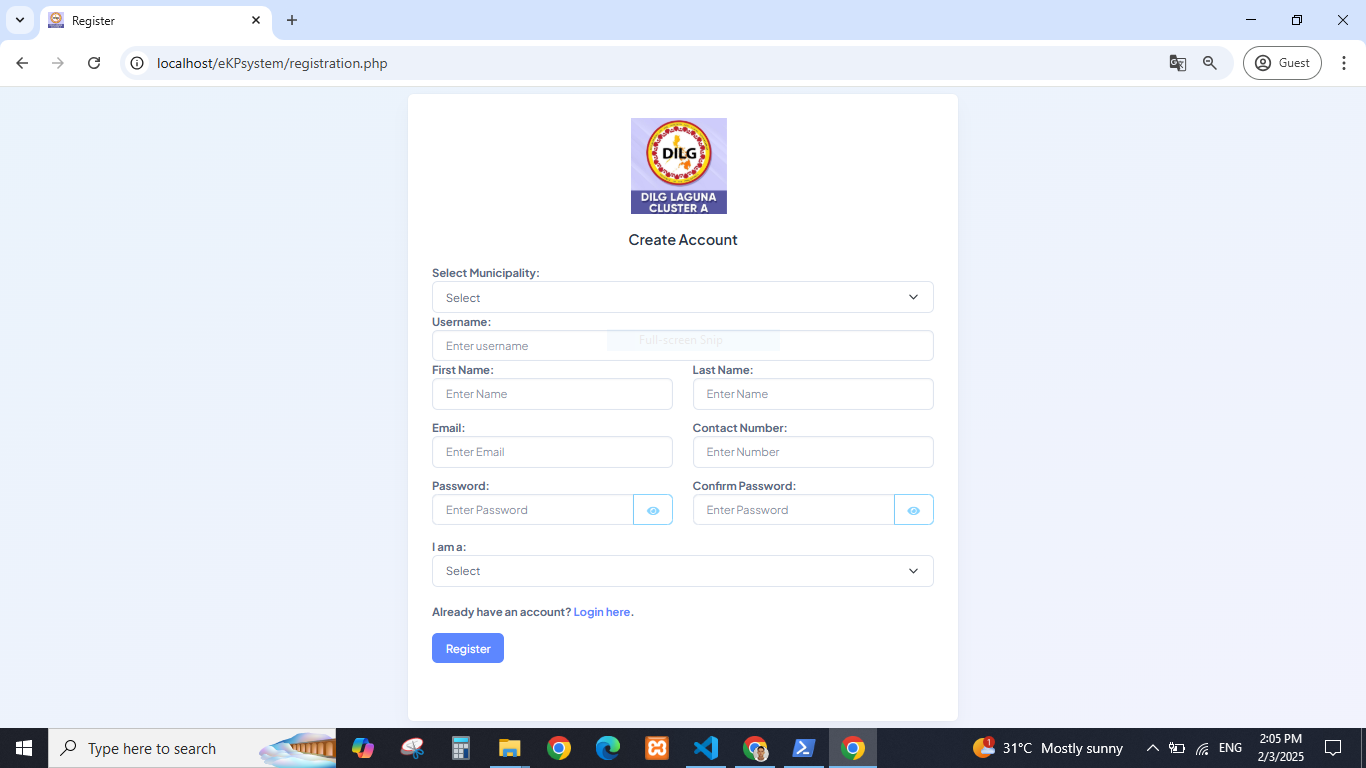 Register
localhost/eKPsystem/registration.php
Guest
DILG
DILG LAGUNA
CLUSTER A
Create Account
Select Municipality:
Select
Username:
Enter username
Full-screen Snip
First Name: Last Name:
Enter Name Enter Name
Email: Contact Number:
Enter Email Enter Number
Password: Confirm Password:
Enter Password Enter Password
I am a:
Select
Already have an account? Login here.
Register
Type here to search
1
31°C Mostly sunny
ENG
2:05 PM
2/3/2025